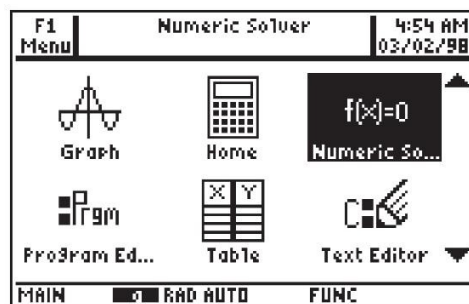 F1 Menu
Numeric Solver
4:54 AM
03/02/98
f(x)=0
Graph
Home
Numeric So...
Prgm
X Y
C:
Program Ed...
Table
Text Editor
MAIN
RAD AUTO
FUNC